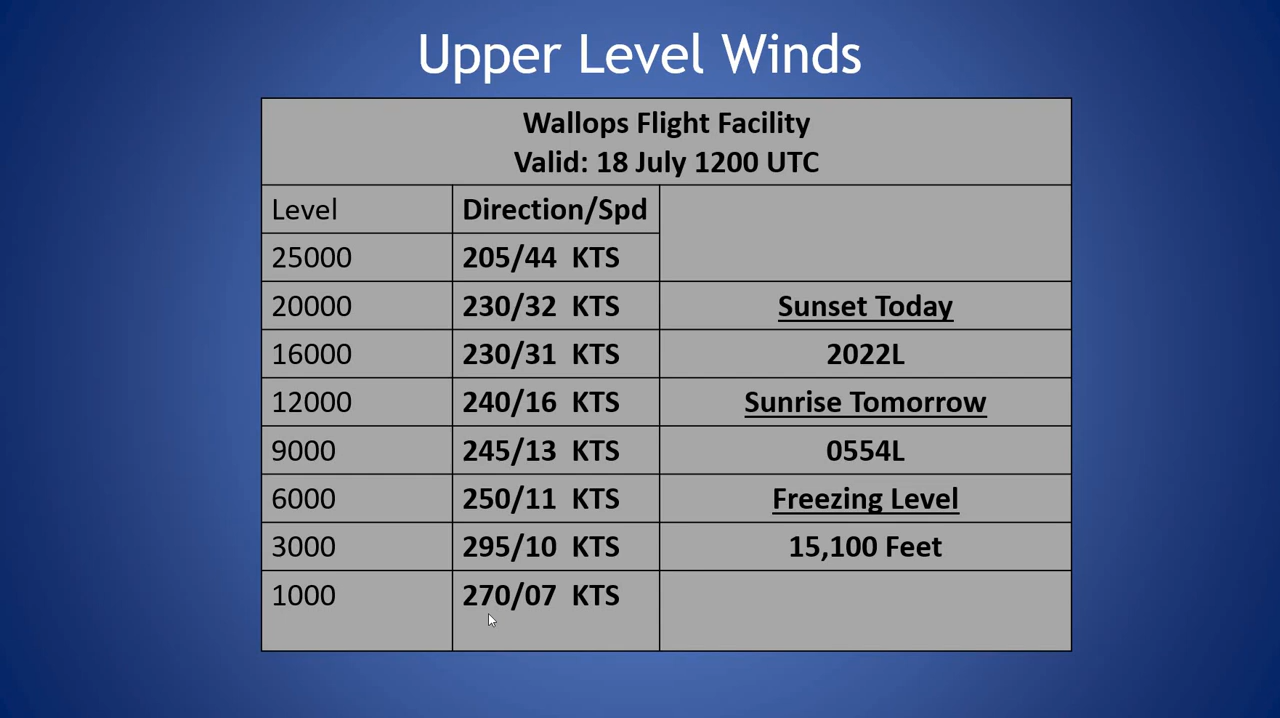 Upper Level Winds
Wallops Flight Facility
Valid: 18 July 1200 UTC
Level Direction/Spd
25000 205/44 KTS
20000 230/32 KTS Sunset Today
16000 230/31 KTS 2022L
12000 240/16 KTS Sunrise Tomorrow
9000 245/13 KTS 0554L
6000 250/11 KTS Freezing Level
3000 295/10 KTS 15,100 Feet
1000 270/07 KTS